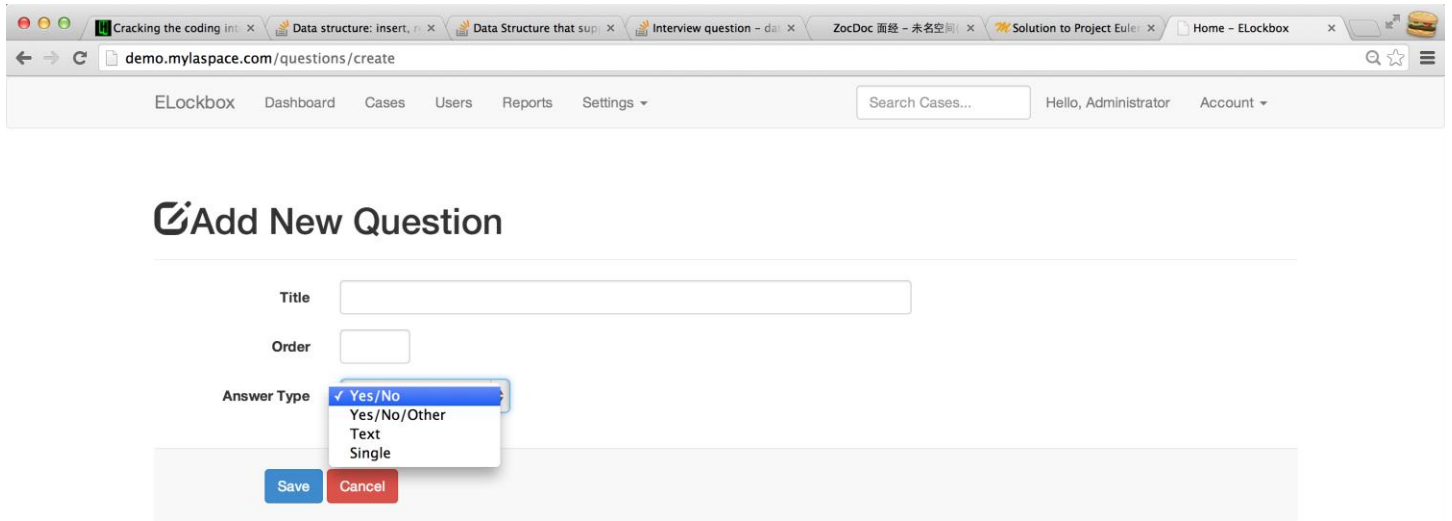 Cracking the coding int
Data structure: insert, r
Data Structure that sup
Interview question – da
ZocDoc 面经 – 未名空间(
Solution to Project Euler
Home – ELockbox
demo.mylaspace.com/questions/create
ELockbox Dashboard Cases Users Reports Settings Search Cases... Hello, Administrator Account
Add New Question
Title
Order
Answer Type
✓ Yes/No
Yes/No/Other
Text
Single
Save Cancel